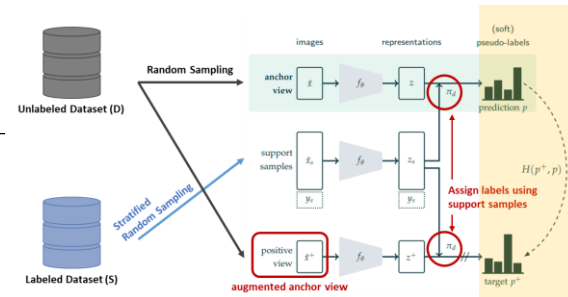 (soft)
images
representations
pseudo-labels
Random Sampling
anchor
view
x̂
f_θ
z
π_d
prediction p
Unlabeled Dataset (D)
support
samples
x̂_s
f_θ
z_s
y_s
y_s
H(p⁺, p)
Stratified
Random Sampling
Assign labels using
support samples
positive
view
x̂⁺
f_θ
z⁺
π_d
target p⁺
Labeled Dataset (S)
augmented anchor view